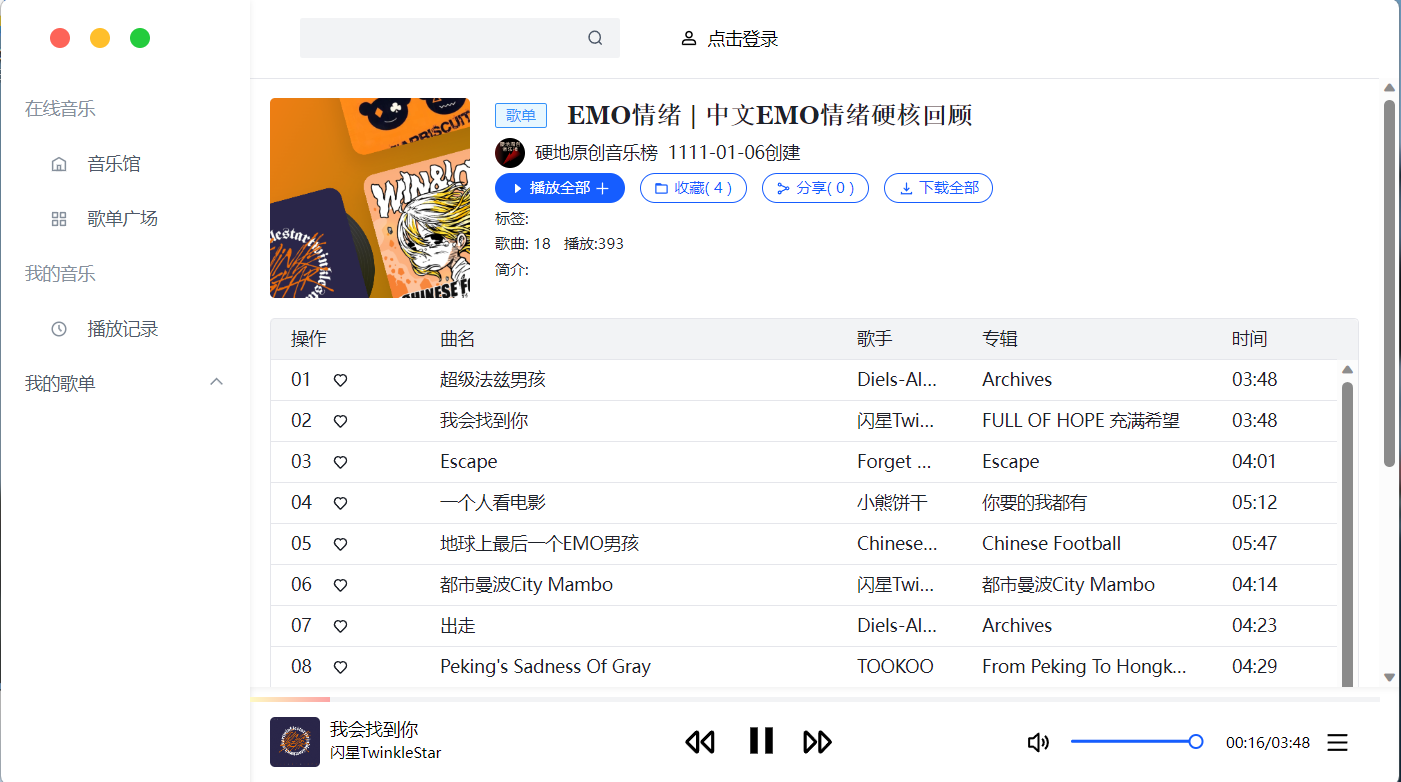 点击登录
在线音乐
音乐馆
歌单广场
我的音乐
播放记录
我的歌单
歌单 EMO情绪 | 中文EMO情绪硬核回顾
硬地原创音乐榜 1111-01-06创建
播放全部 收藏( 4 ) 分享( 0 ) 下载全部
标签:
歌曲: 18 播放:393
简介:
操作 曲名 歌手 专辑 时间
01 超级法兹男孩 Diels-Al... Archives 03:48
02 我会找到你 闪星Twi... FULL OF HOPE 充满希望 03:48
03 Escape Forget ... Escape 04:01
04 一个人看电影 小熊饼干 你要的我都有 05:12
05 地球上最后一个EMO男孩 Chinese... Chinese Football 05:47
06 都市曼波City Mambo 闪星Twi... 都市曼波City Mambo 04:14
07 出走 Diels-Al... Archives 04:23
08 Peking's Sadness Of Gray TOOKOO From Peking To Hongk... 04:29
我会找到你
闪星TwinkleStar
00:16/03:48